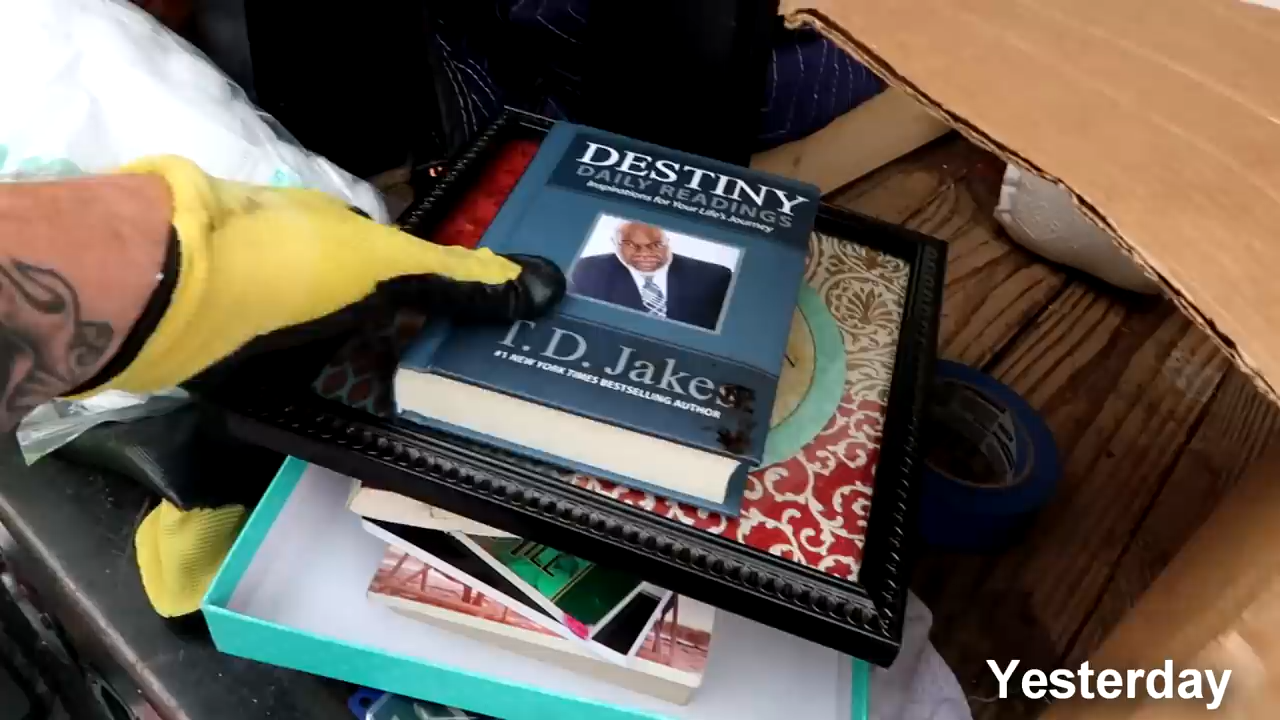 DESTINY
DAILY READINGS
Inspirations for Your Life's Journey
T. D. Jakes
#1 NEW YORK TIMES BESTSELLING AUTHOR
Yesterday